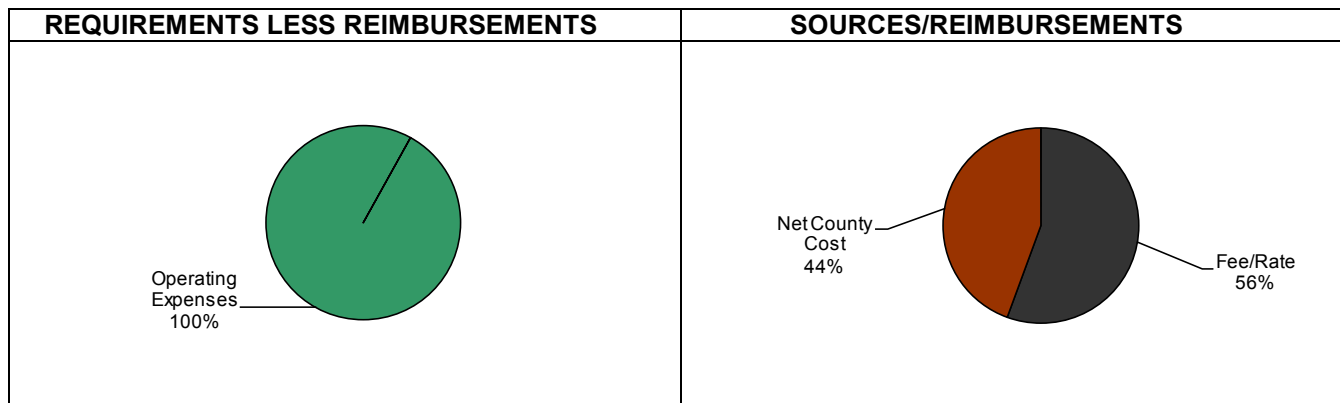 REQUIREMENTS LESS REIMBURSEMENTS
SOURCES/REIMBURSEMENTS
Operating
Expenses
100%
Net County
Cost
44%
Fee/Rate
56%